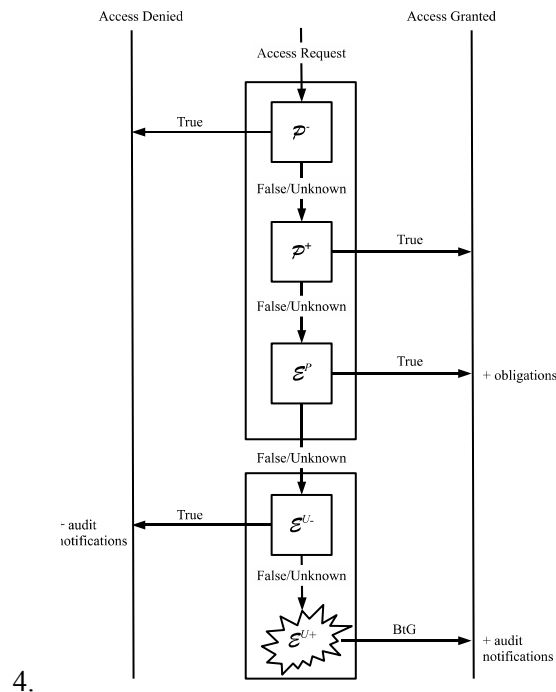 Access Denied
Access Granted
Access Request
True
𝒫-
False/Unknown
𝒫+
True
False/Unknown
ℰP
True
+ obligations
False/Unknown
True
ℰU-
- audit
notifications
False/Unknown
ℰU+
BtG
+ audit
notifications
4.